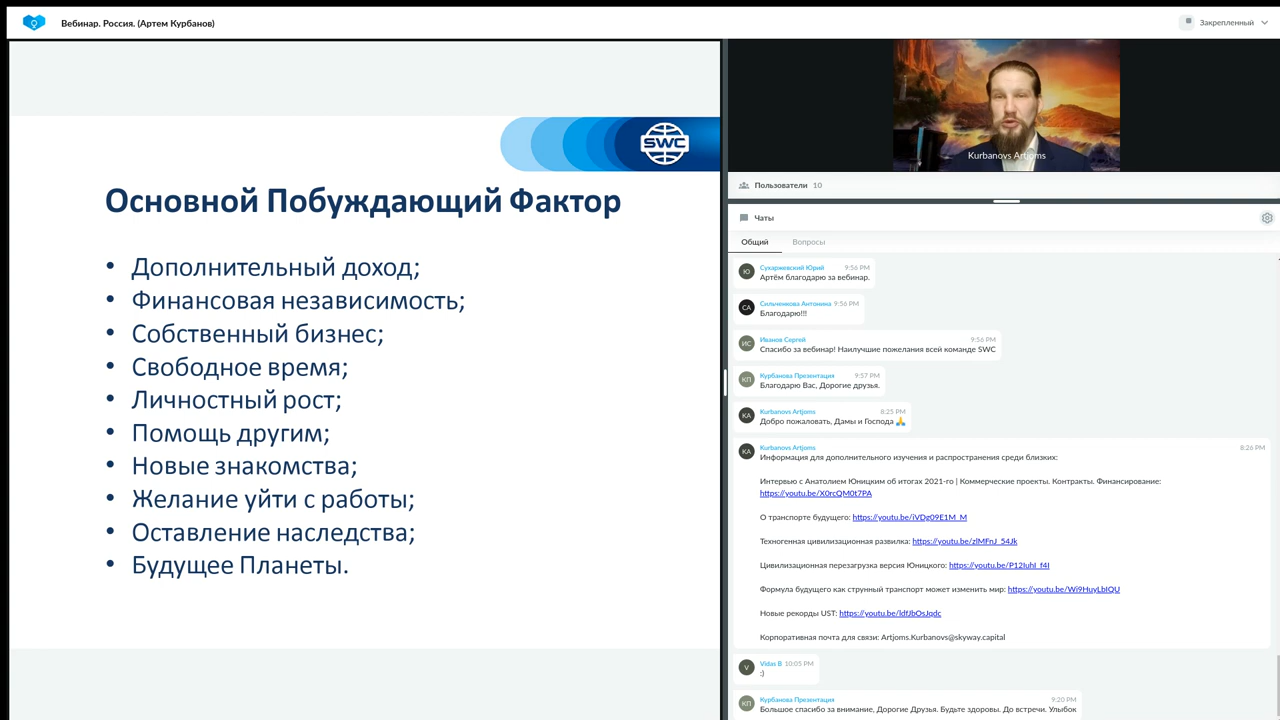 Вебинар. Россия. (Артем Курбанов)
Закрепленный
SWC
Основной Побуждающий Фактор
• Дополнительный доход;
• Финансовая независимость;
• Собственный бизнес;
• Свободное время;
• Личностный рост;
• Помощь другим;
• Новые знакомства;
• Желание уйти с работы;
• Оставление наследства;
• Будущее Планеты.
Kurbanovs Artjoms
Пользователи 10
Чаты
Общий Вопросы
Ю Сухаржевский Юрий 9:56 PM
Артём благодарю за вебинар.
СА Сильченкова Антонина 9:56 PM
Благодарю!!!
ИС Иванов Сергей 9:56 PM
Спасибо за вебинар! Наилучшие пожелания всей команде SWC
КП Курбанова Презентация 9:57 PM
Благодарю Вас, Дорогие друзья.
KA Kurbanovs Artjoms 8:25 PM
Добро пожаловать, Дамы и Господа 🙏
KA Kurbanovs Artjoms 8:26 PM
Информация для дополнительного изучения и распространения среди близких:
Интервью с Анатолием Юницким об итогах 2021-го | Коммерческие проекты. Контракты. Финансирование:
https://youtu.be/X0rcQM0t7PA
О транспорте будущего: https://youtu.be/iVDg09E1M_M
Техногенная цивилизационная развилка: https://youtu.be/zlMFnJ_54Jk
Цивилизационная перезагрузка версия Юницкого: https://youtu.be/P12IuhI_f4I
Формула будущего как струнный транспорт может изменить мир: https://youtu.be/Wi9HuyLbIQU
Новые рекорды UST: https://youtu.be/ldfJbOsJqdc
Корпоративная почта для связи: Artjoms.Kurbanovs@skyway.capital
V Vidas B 10:05 PM
:)
КП Курбанова Презентация 9:20 PM
Большое спасибо за внимание, Дорогие Друзья. Будьте здоровы. До встречи. Улыбок